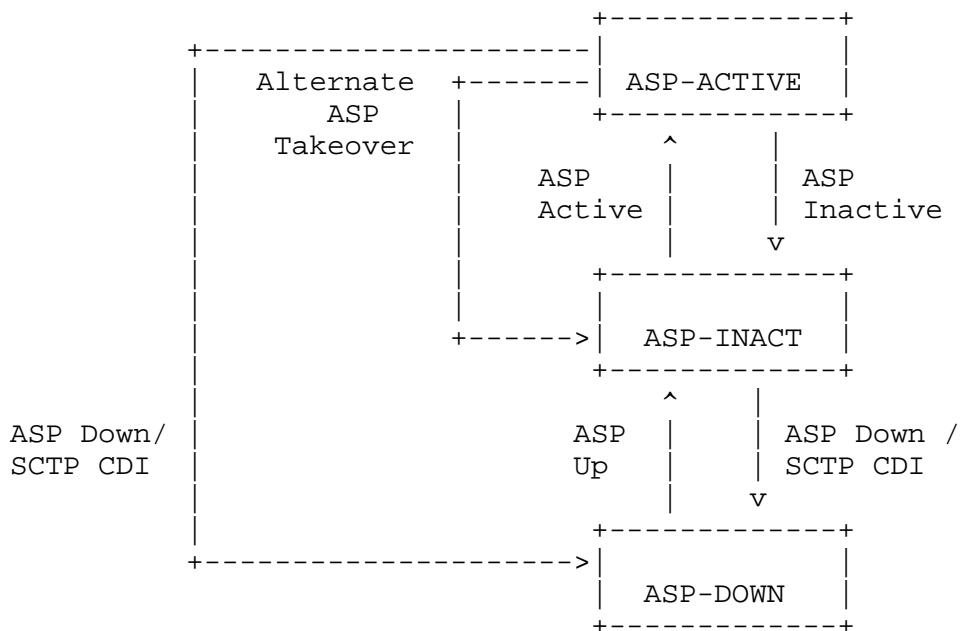 Alternate ASP-ACTIVE
ASP
Takeover
ASP ASP
Active Inactive
ASP-INACT
ASP Down/ ASP ASP Down /
SCTP CDI Up SCTP CDI
ASP-DOWN